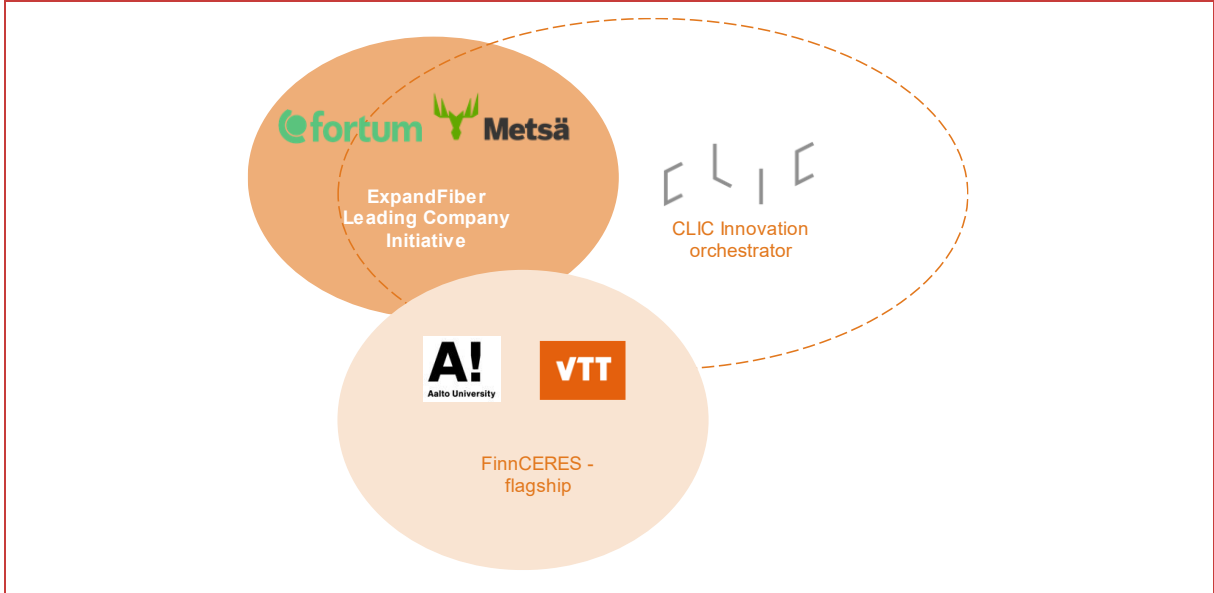 fortum
Metsä
ExpandFiber
Leading Company
Initiative
CLIC
CLIC Innovation
orchestrator
A!
Aalto University
VTT
FinnCERES -
flagship